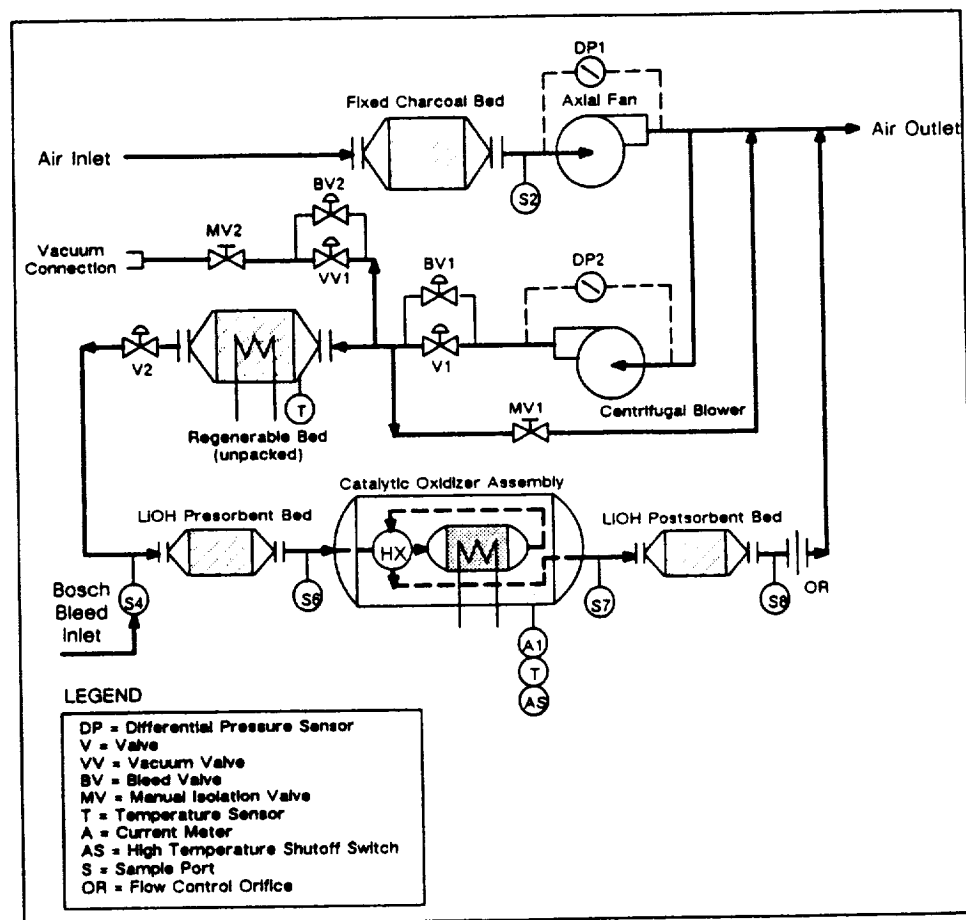 DP1
Fixed Charcoal Bed
Axial Fan
Air Outlet
Air Inlet
S2
BV2
MV2
Vacuum
Connection
VV1
BV1
DP2
V1
V2
T
MV1
Centrifugal Blower
Regenerable Bed
(unpacked)
Catalytic Oxidizer Assembly
LiOH Presorbent Bed
LiOH Postsorbent Bed
HX
S4
S6
S7
S8
OR
Bosch
Bleed
Inlet
A1
T
AS
LEGEND
DP = Differential Pressure Sensor
V = Valve
VV = Vacuum Valve
BV = Bleed Valve
MV = Manual Isolation Valve
T = Temperature Sensor
A = Current Meter
AS = High Temperature Shutoff Switch
S = Sample Port
OR = Flow Control Orifice